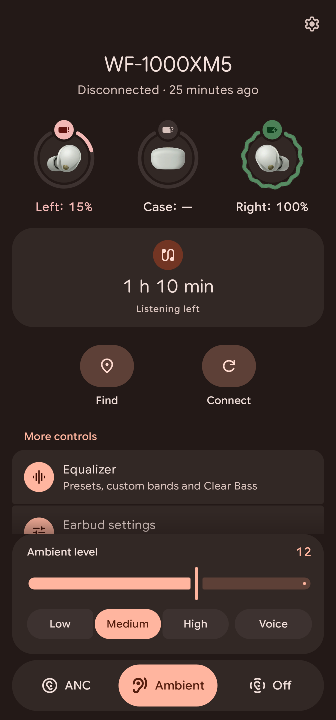 WF-1000XM5
Disconnected · 25 minutes ago
Left: 15%
Case: —
Right: 100%
1 h 10 min
Listening left
Find
Connect
More controls
Equalizer
Presets, custom bands and Clear Bass
Earbud settings
Ambient level
12
Low
Medium
High
Voice
ANC
Ambient
Off